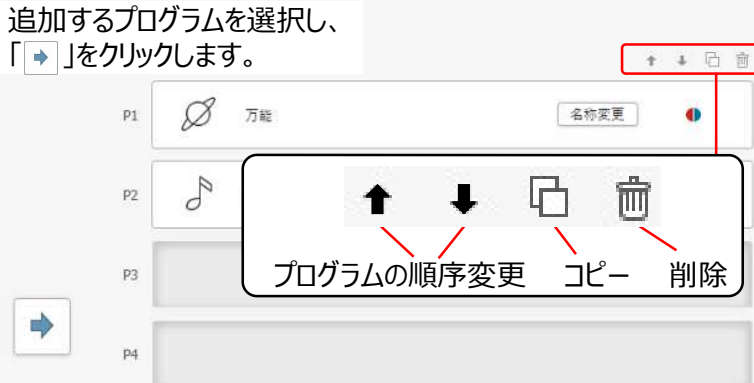 追加するプログラムを選択し、
「➡」をクリックします。
P1 万能 名称変更
P2
プログラムの順序変更 コピー 削除
P3
P4